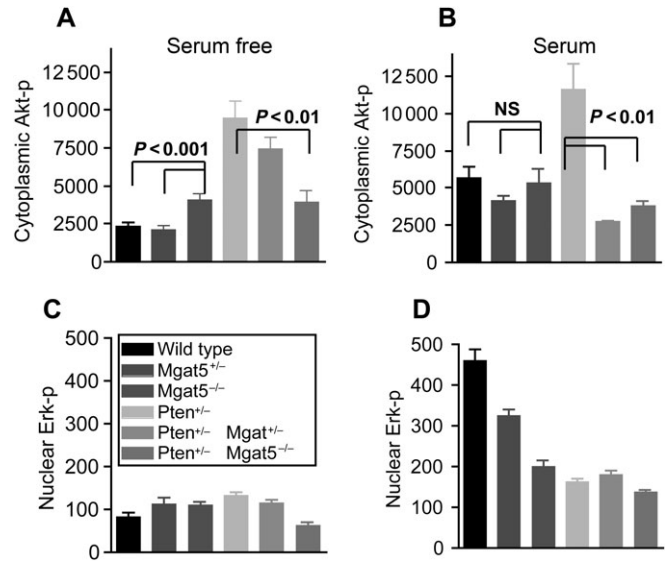 A
Serum free
Cytoplasmic Akt-p
12 500
10 000
7500
5000
2500
0
P < 0.001
P < 0.01
B
Serum
Cytoplasmic Akt-p
12 500
10 000
7500
5000
2500
0
NS
P < 0.01
C
Nuclear Erk-p
500
400
300
200
100
0
Wild type
Mgat5+/–
Mgat5–/–
Pten+/–
Pten+/– Mgat+/–
Pten+/– Mgat5–/–
D
Nuclear Erk-p
500
400
300
200
100
0